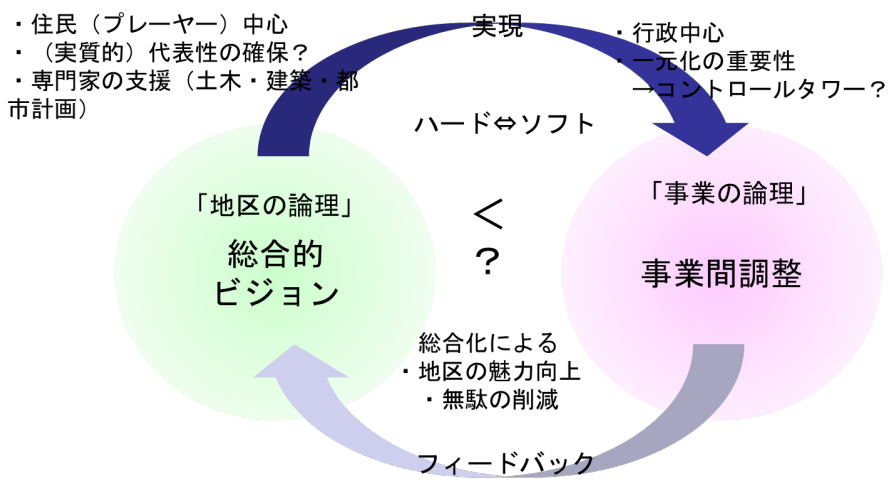 ・住民（プレーヤー）中心
・（実質的）代表性の確保？
・専門家の支援（土木・建築・都
市計画）
実現
・行政中心
・一元化の重要性
→コントロールタワー？
ハード⇔ソフト
「地区の論理」
総合的
ビジョン
＜
？
「事業の論理」
事業間調整
総合化による
・地区の魅力向上
・無駄の削減
フィードバック